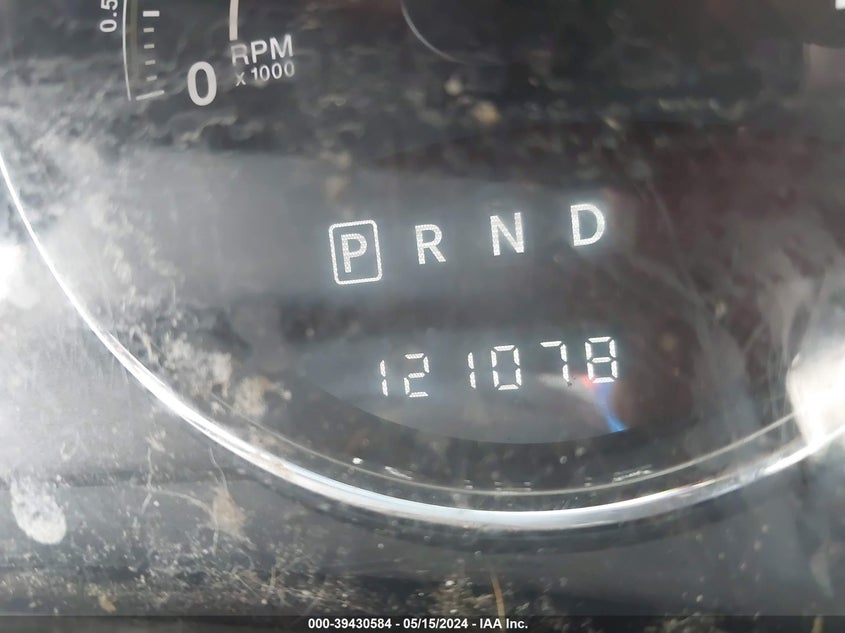 0.5
RPM
0 x 1000
P R N D
121078
000-39430584 - 05/15/2024 - IAA Inc.